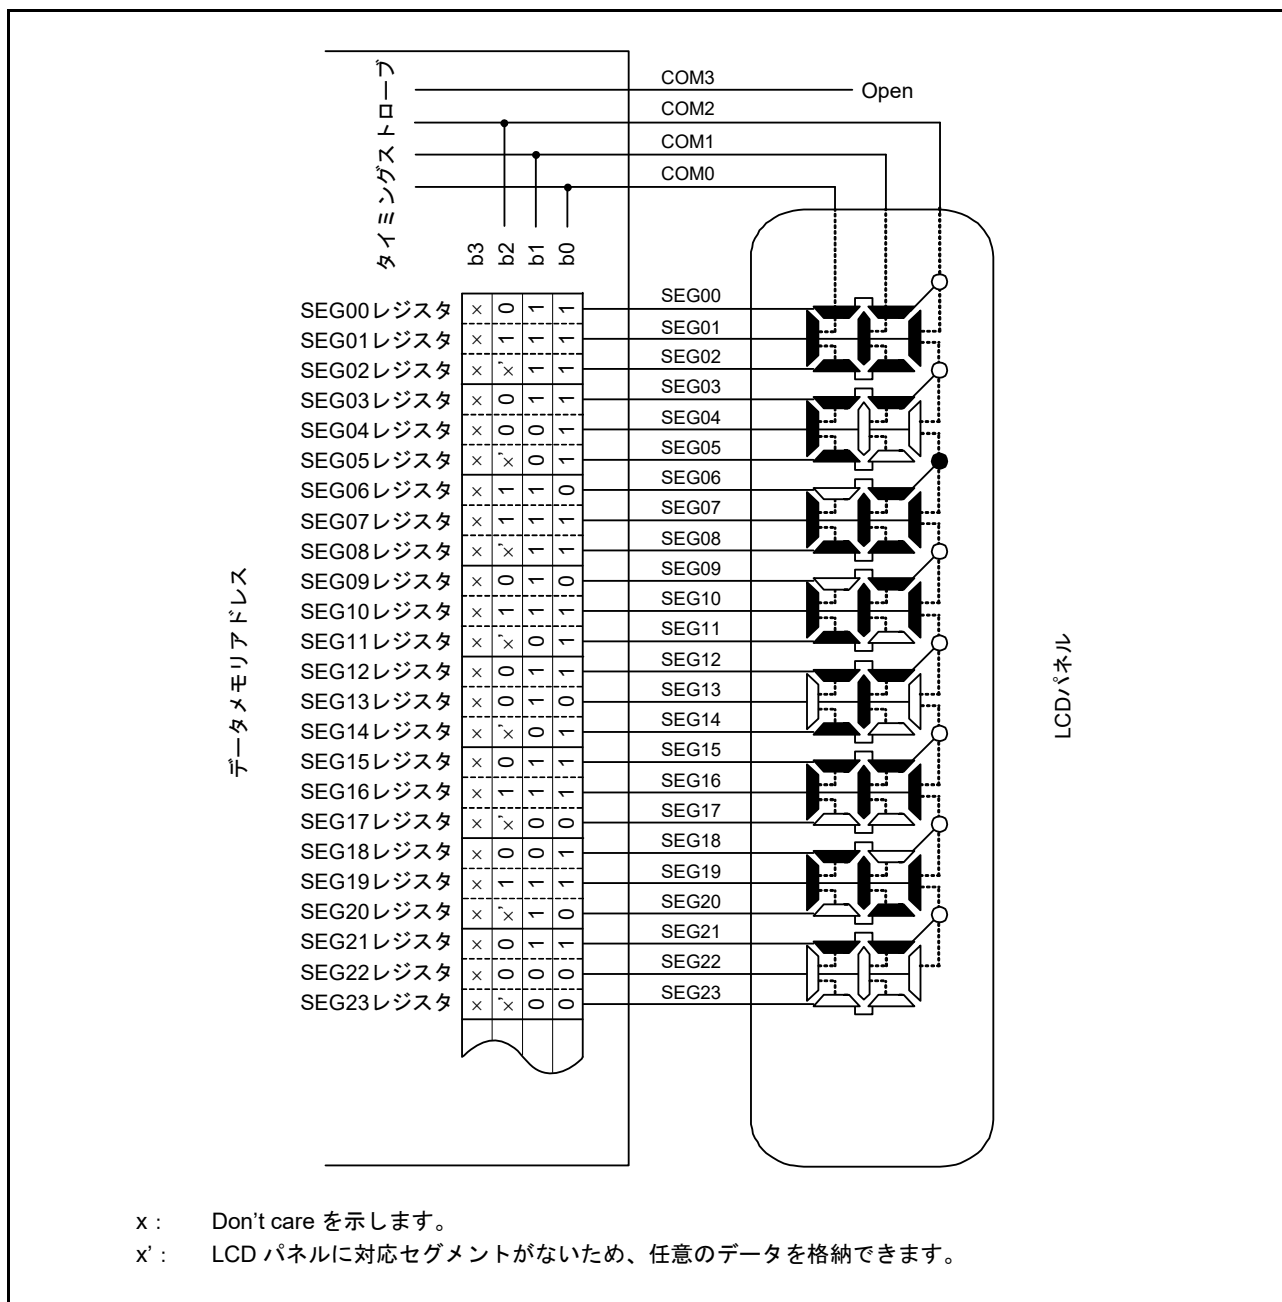 COM3
Open
COM2
COM1
COM0
タイミングストローブ
b3 b2 b1 b0
SEG00レジスタ × 0 1 1 SEG00
SEG01レジスタ × 1 1 1 SEG01
SEG02レジスタ × ×' 1 1 SEG02
SEG03レジスタ × 0 1 1 SEG03
SEG04レジスタ × 0 0 1 SEG04
SEG05レジスタ × ×' 0 1 SEG05
SEG06レジスタ × 1 1 0 SEG06
SEG07レジスタ × 1 1 1 SEG07
SEG08レジスタ × ×' 1 1 SEG08
SEG09レジスタ × 0 1 0 SEG09
SEG10レジスタ × 1 1 1 SEG10
SEG11レジスタ × ×' 0 1 SEG11
SEG12レジスタ × 0 1 1 SEG12
SEG13レジスタ × 0 1 0 SEG13
SEG14レジスタ × ×' 0 1 SEG14
SEG15レジスタ × 0 1 1 SEG15
SEG16レジスタ × 1 1 1 SEG16
SEG17レジスタ × ×' 0 0 SEG17
SEG18レジスタ × 0 0 1 SEG18
SEG19レジスタ × 1 1 1 SEG19
SEG20レジスタ × ×' 1 0 SEG20
SEG21レジスタ × 0 1 1 SEG21
SEG22レジスタ × 0 0 0 SEG22
SEG23レジスタ × ×' 0 0 SEG23
データメモリアドレス
LCDパネル
x : Don't care を示します。
x' : LCD パネルに対応セグメントがないため、任意のデータを格納できます。